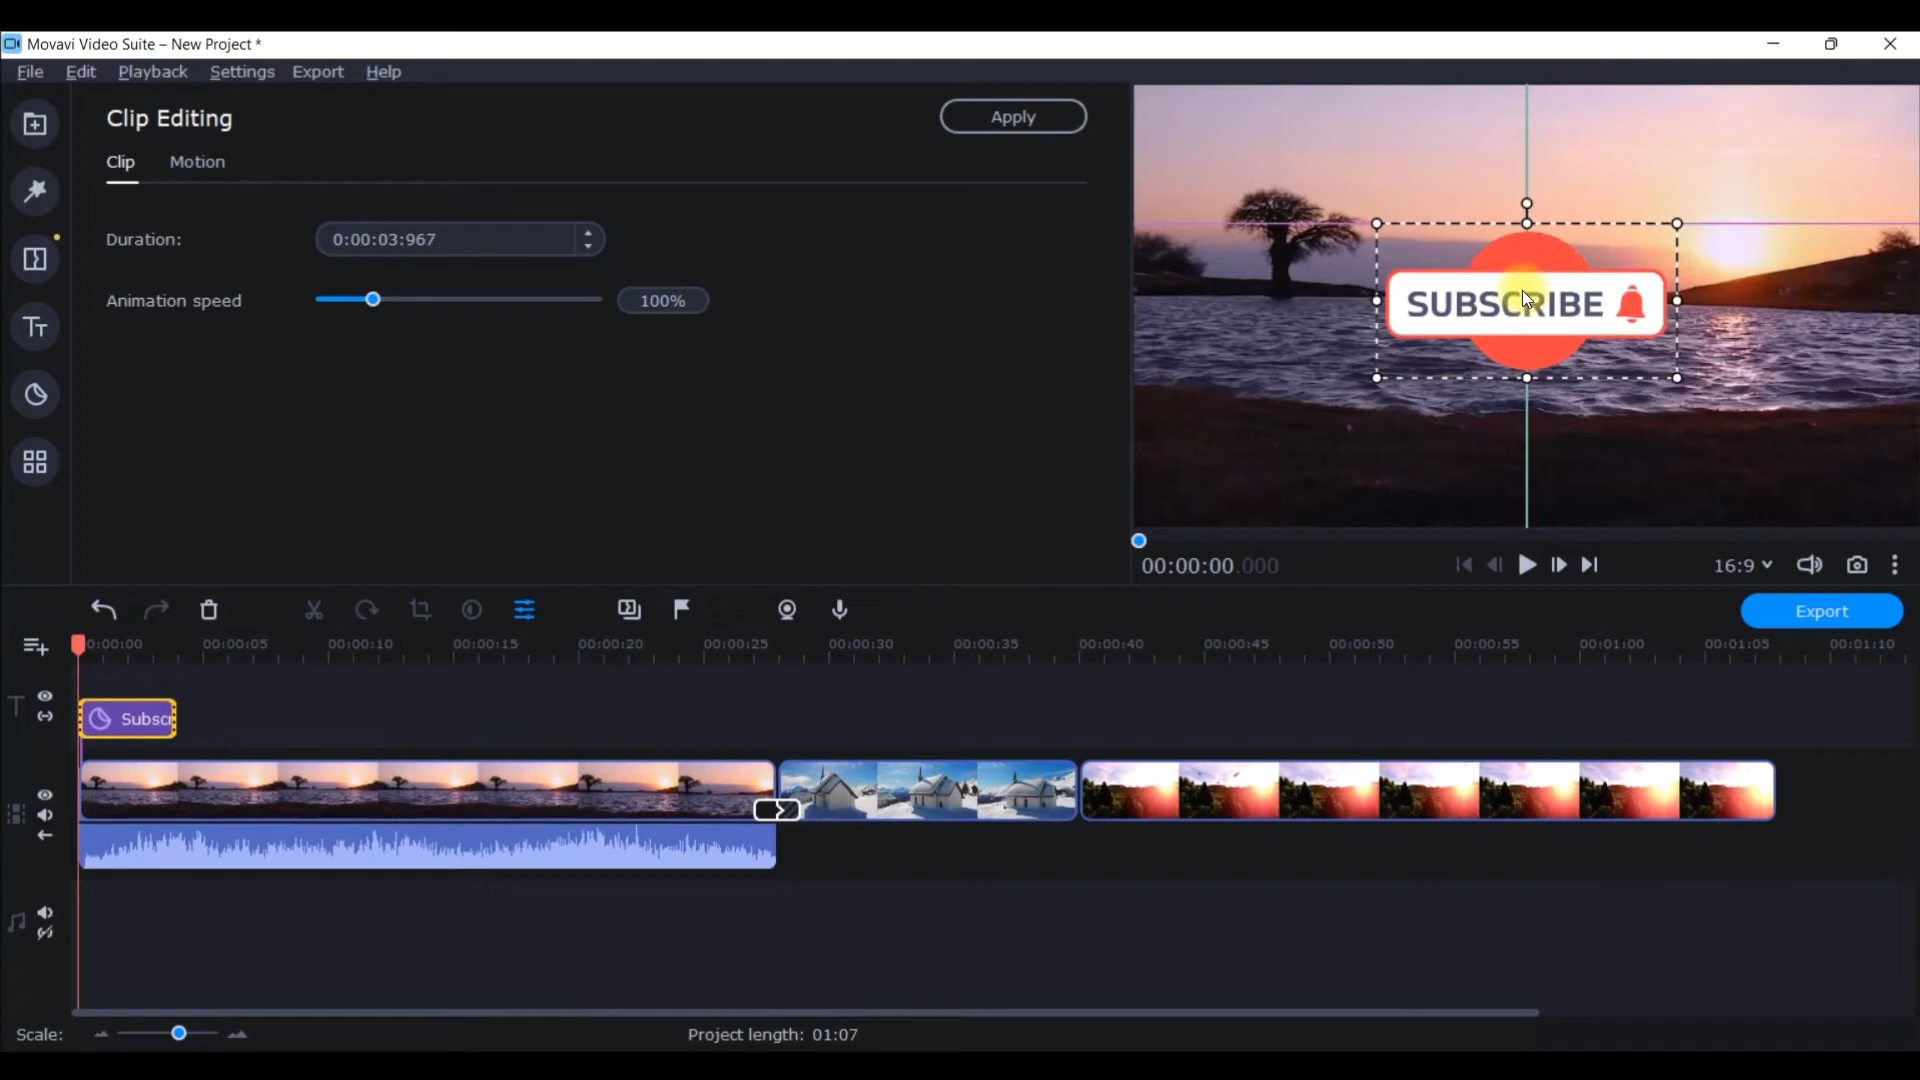 Movavi Video Suite – New Project *
File Edit Playback Settings Export Help
Clip Editing
Apply
Clip Motion
Duration: 0:00:03:967
Animation speed 100%
SUBSCRIBE
00:00:00.000
16:9
Export
00:00:00 00:00:05 00:00:10 00:00:15 00:00:20 00:00:25 00:00:30 00:00:35 00:00:40 00:00:45 00:00:50 00:00:55 00:01:00 00:01:05 00:01:10
Subscr
Scale:
Project length: 01:07